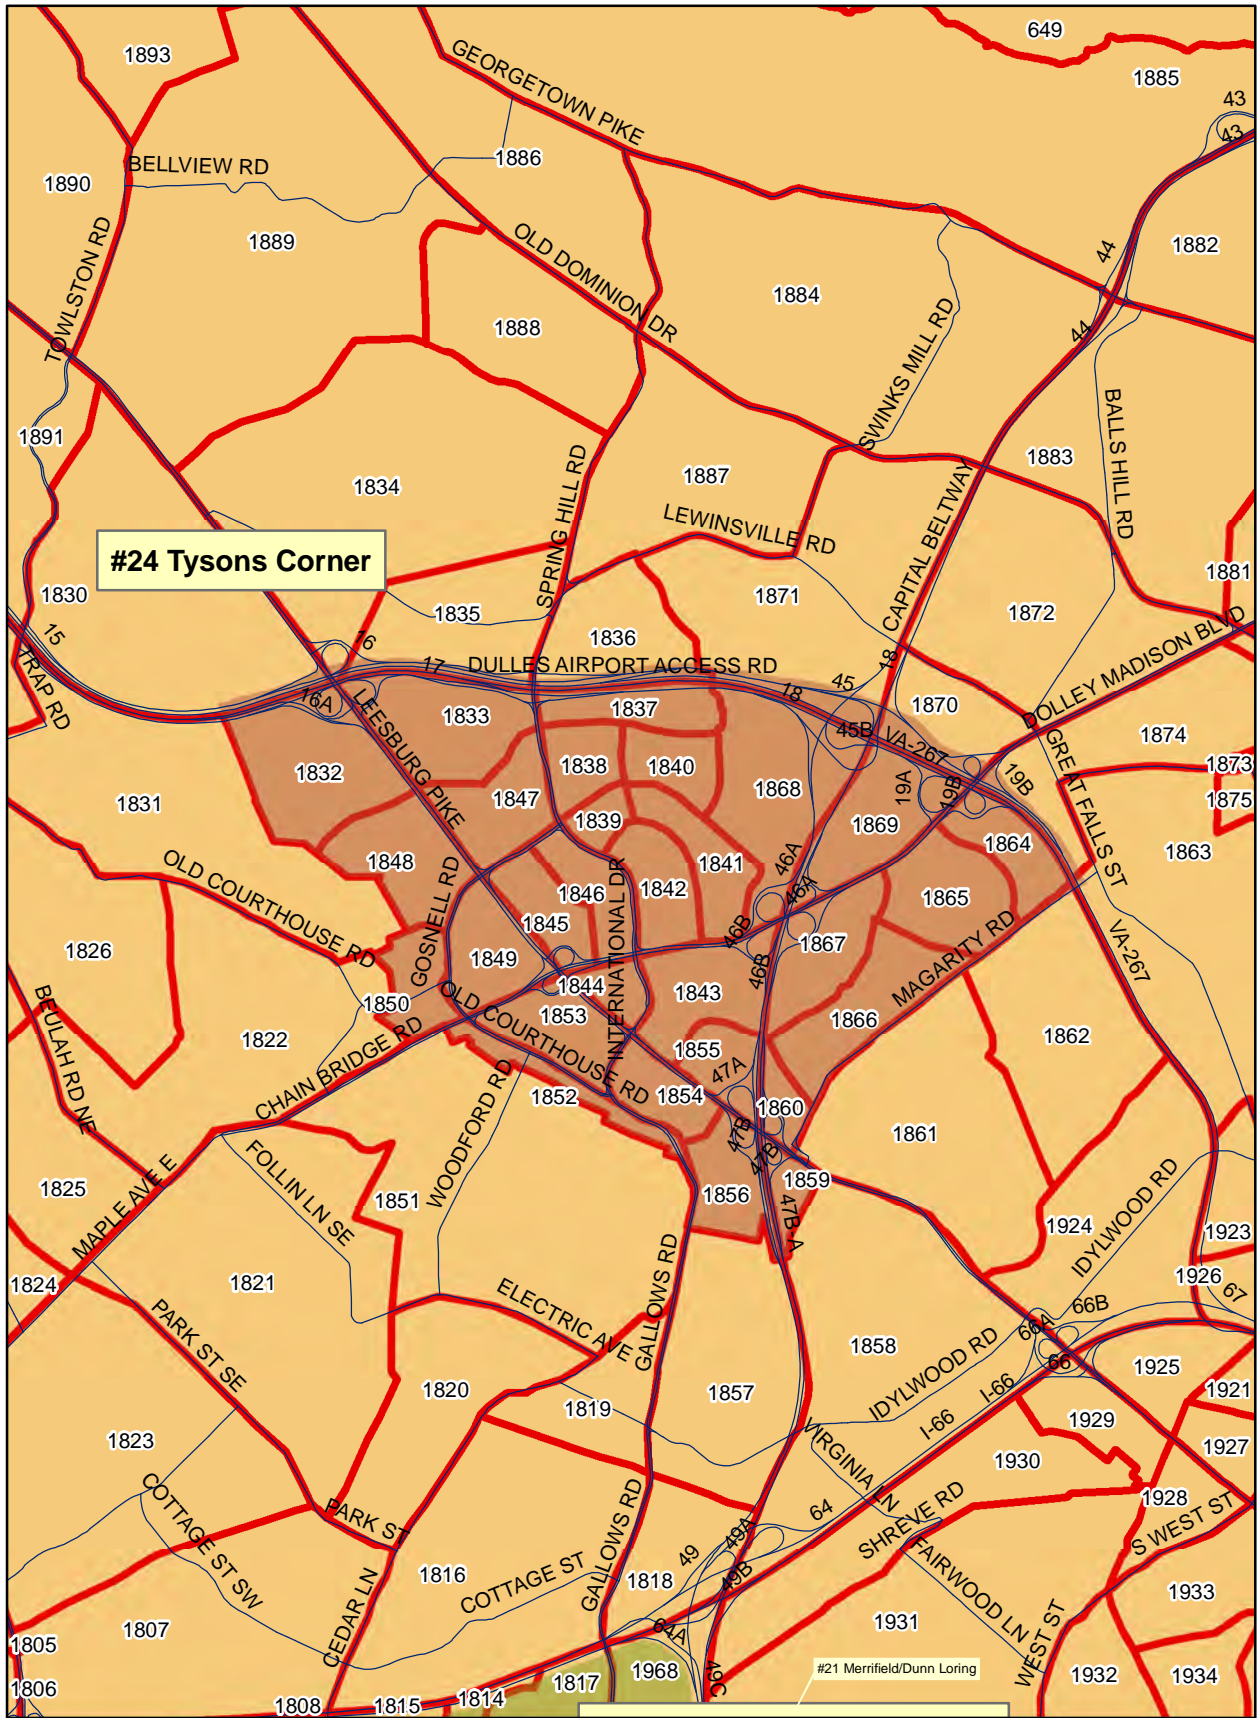 649
1893
1885
GEORGETOWN PIKE
43
43
1886
BELLVIEW RD
1890
1889
TOWLSTON RD
OLD DOMINION DR
44
1882
1884
1888
44
SWINKS MILL RD
BALLS HILL RD
1891
1883
1887
1834
SPRING HILL RD
LEWINSVILLE RD
CAPITAL BELTWAY
#24 Tysons Corner
1881
1830
1871
1872
1835
15
16
1836
TRAP RD
17
DULLES AIRPORT ACCESS RD
18
45
18
DOLLEY MADISON BLVD
16A
LEESBURG PIKE
1833
1837
1870
45B
VA-267
1874
GREAT FALLS ST
1832
1838
1840
1873
1868
19A
49B
19B
1831
1847
1875
1839
1869
1864
1863
OLD COURTHOUSE RD
1848
46A
1841
GOSNELL RD
1846
INTERNATIONAL DR
1842
46A
1865
1845
46B
1826
1849
1867
MAGARITY RD
VA-267
46B
1844
1843
1850
OLD COURTHOUSE RD
1853
1866
BEULAH RD NE
1822
CHAIN BRIDGE RD
1862
1855
47A
WOODFORD RD
1852
1854
1860
47B
1861
47B
FOLLIN LN SE
1859
1825
MAPLE AVE E
1851
1856
IDYLWOOD RD
47B-A
1924
1923
1824
1821
1926
ELECTRIC AVE
GALLOWS RD
67
PARK ST SE
66B
66A
1858
IDYLWOOD RD
66
1925
1820
1857
I-66
1921
1819
1929
1823
VIRGINIA LN
I-66
1927
1930
COTTAGE ST SW
1928
PARK ST
GALLOWS RD
64
SHREVE RD
S WEST ST
49A
49
1816
COTTAGE ST
1818
49B
FAIRWOOD LN
1933
1807
CEDAR LN
1931
WEST ST
1805
64A
#21 Merrifield/Dunn Loring
1968
1932
1934
1806
1817
49C
1814
1808
1815